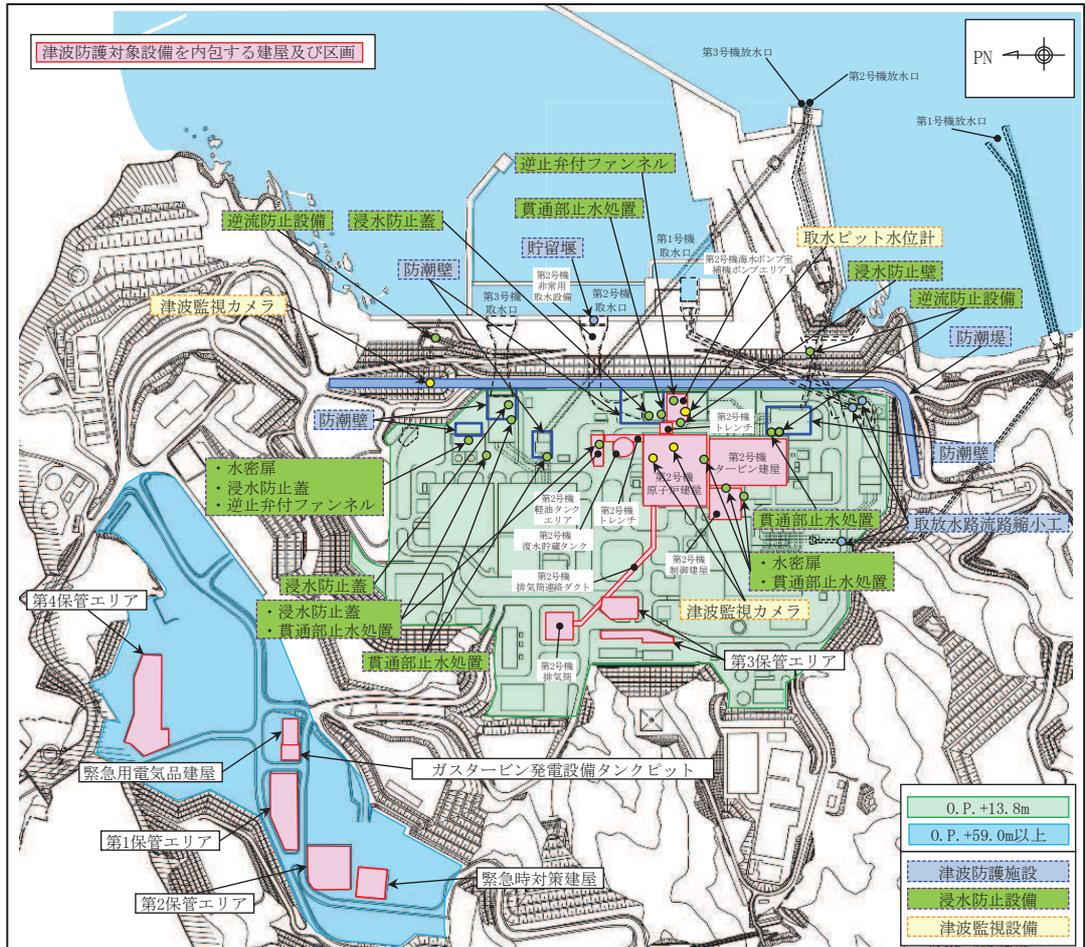 津波防護対象設備を内包する建屋及び区画
PN
第3号機放水口
第2号機放水口
第1号機放水口
逆止弁付ファンネル
貫通部止水処置
逆流防止設備
浸水防止蓋
貯留堰
第1号機
取水口
取水ピット水位計
第2号機海水ポンプ室
補機ポンプエリア
防潮壁
第2号機
非常用
取水設備
第2号機
取水口
第3号機
取水口
浸水防止壁
逆流防止設備
津波監視カメラ
防潮堤
防潮壁
第2号機
トレンチ
防潮壁
第2号機
タービン建屋
第2号機
原子炉建屋
・水密扉
・浸水防止蓋
・逆止弁付ファンネル
第2号機
軽油タンク
エリア
第2号機
トレンチ
貫通部止水処置
取放水路流路縮小工
第2号機
復水貯蔵タンク
第2号機
制御建屋
・水密扉
・貫通部止水処置
浸水防止蓋
第2号機
排気筒連絡ダクト
・浸水防止蓋
・貫通部止水処置
津波監視カメラ
第4保管エリア
貫通部止水処置
第2号機
排気筒
第3保管エリア
緊急用電気品建屋
ガスタービン発電設備タンクピット
第1保管エリア
第2保管エリア
緊急時対策建屋
O.P.+13.8m
O.P.+59.0m以上
津波防護施設
浸水防止設備
津波監視設備